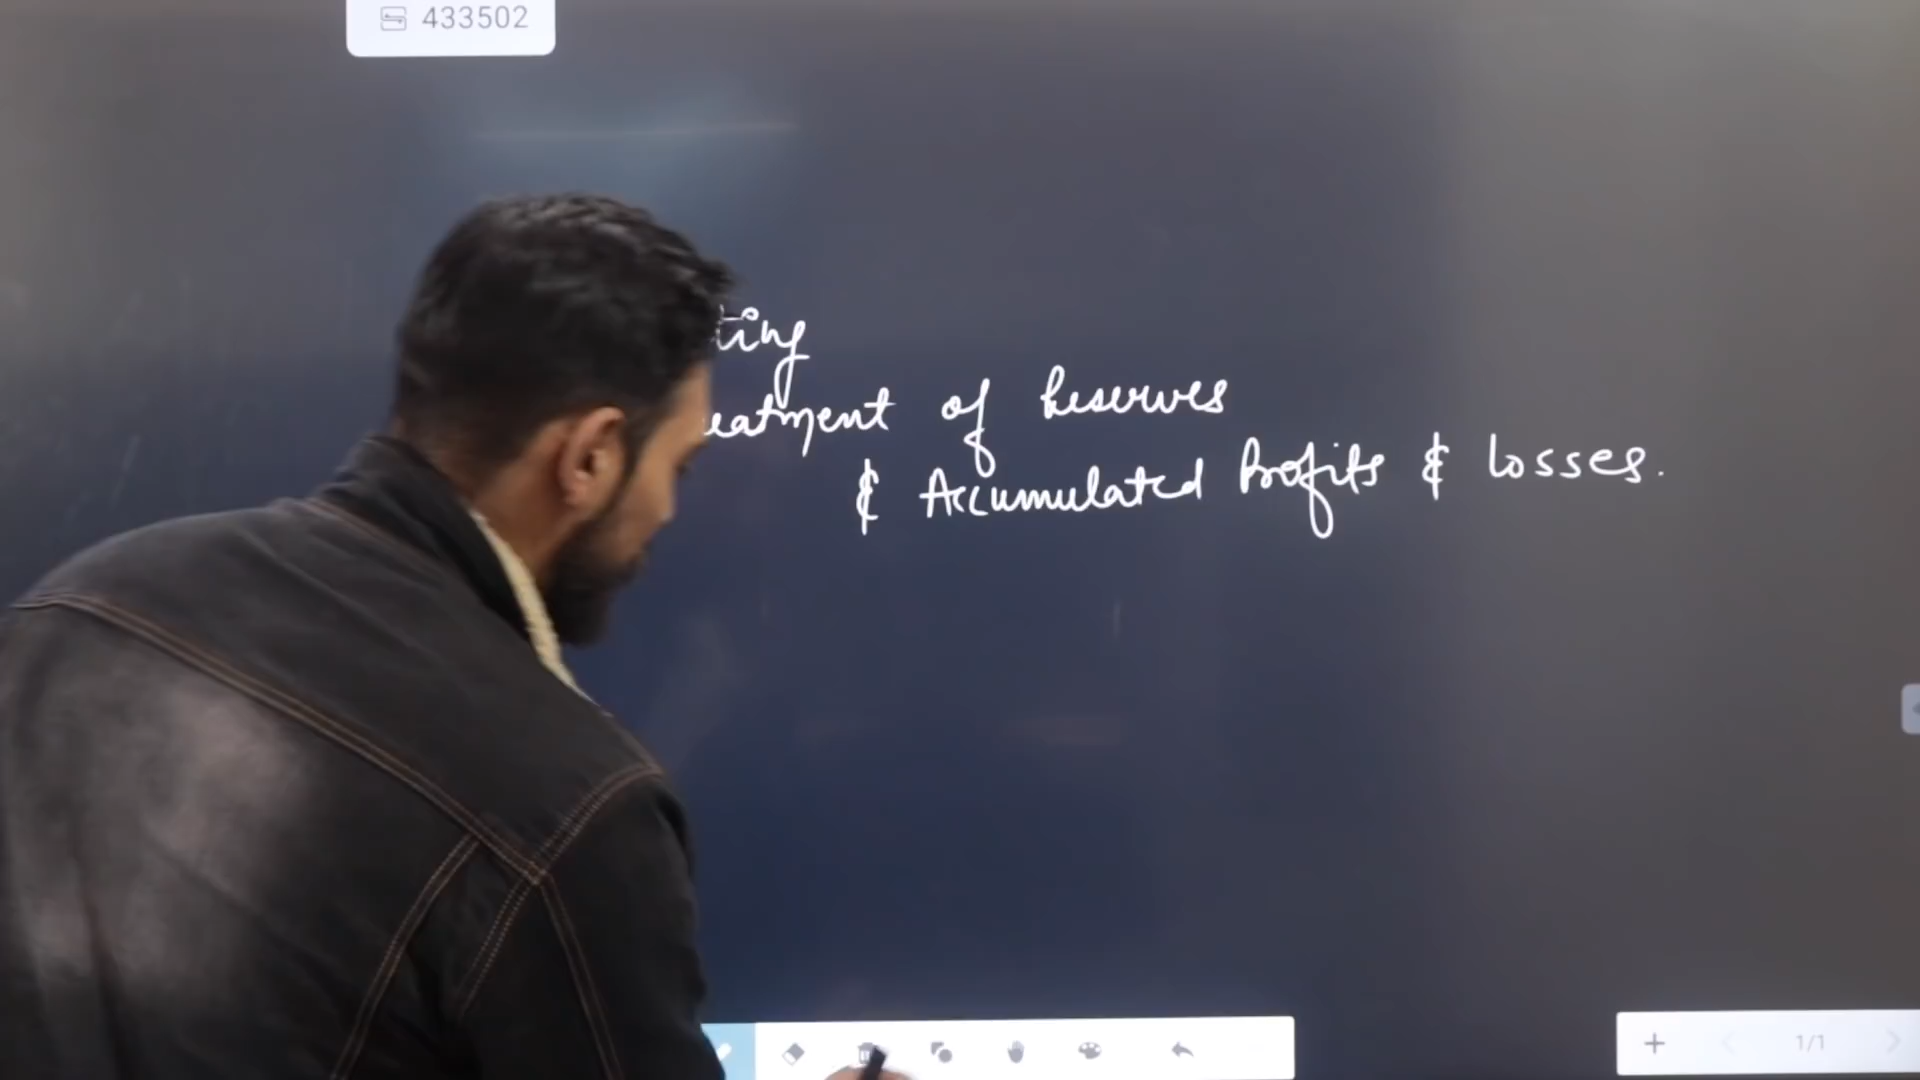 433502
ting
eatment of Reserves
& Accumulated Profits & losses.
1/1